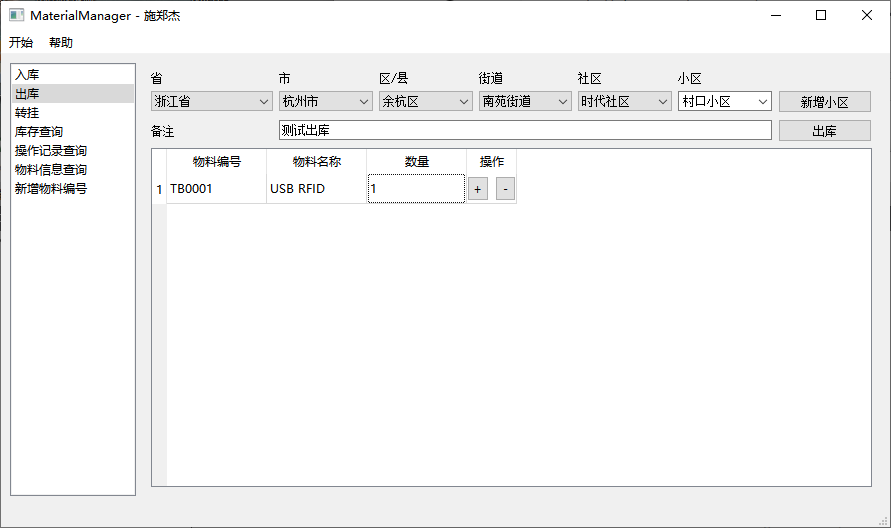 MaterialManager - 施郑杰
开始 帮助
入库
出库
转挂
库存查询
操作记录查询
物料信息查询
新增物料编号
省 市 区/县 街道 社区 小区
浙江省 杭州市 余杭区 南苑街道 时代社区 村口小区 新增小区
备注 测试出库 出库
物料编号 物料名称 数量 操作
1 TB0001 USB RFID 1 + -